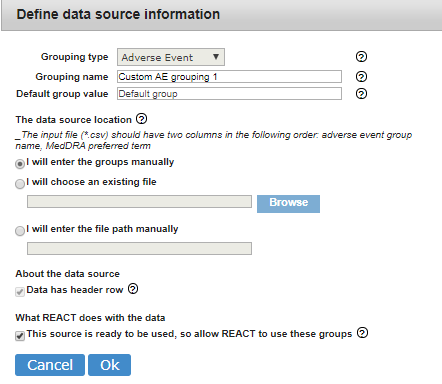 Define data source information
Grouping type Adverse Event
Grouping name Custom AE grouping 1
Default group value Default group
The data source location
_The input file (*.csv) should have two columns in the following order: adverse event group
name, MedDRA preferred term
I will enter the groups manually
I will choose an existing file
Browse
I will enter the file path manually
About the data source
Data has header row
What REACT does with the data
This source is ready to be used, so allow REACT to use these groups
Cancel Ok